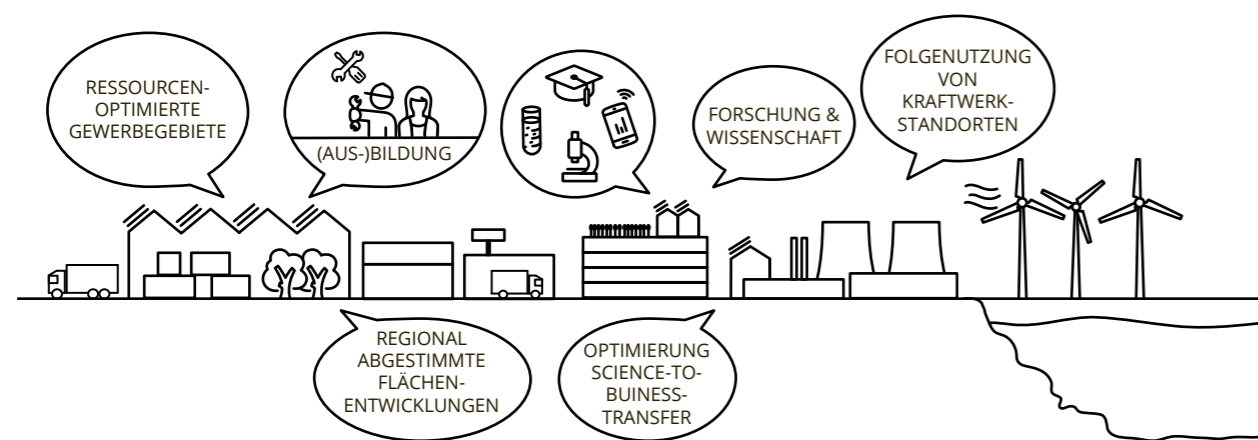 RESSOURCEN-
OPTIMIERTE
GEWERBEGEBIETE
(AUS-)BILDUNG
FORSCHUNG &
WISSENSCHAFT
FOLGENUTZUNG
VON
KRAFTWERK-
STANDORTEN
REGIONAL
ABGESTIMMTE
FLÄCHEN-
ENTWICKLUNGEN
OPTIMIERUNG
SCIENCE-TO-
BUINESS-
TRANSFER